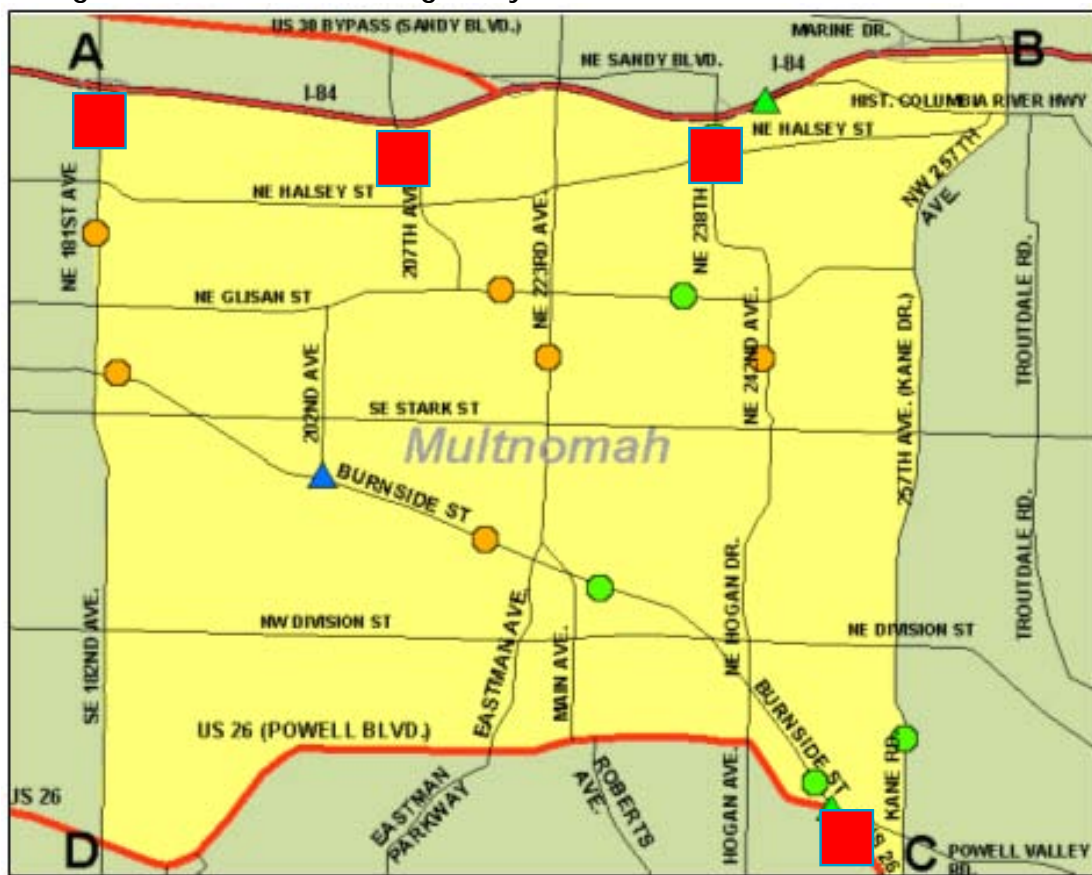 A
US 30 BYPASS (SANDY BLVD.)
MARINE DR.
B
NE SANDY BLVD.
I-84
I-84
HIST. COLUMBIA RIVER HWY
NE HALSEY ST
NE HALSEY ST
NW 257TH
AVE.
NE 181ST AVE
207TH AVE
NE 223RD AVE.
NE 238TH
TROUTDALE RD.
NE GLISAN ST
NE 242ND AVE.
257TH AVE. (KANE DR.)
202ND AVE
SE STARK ST
Multnomah
BURNSIDE ST
TROUTDALE RD.
NE HOGAN DR.
SE 182ND AVE.
NW DIVISION ST
EASTMAN AVE.
MAIN AVE.
NE DIVISION ST
BURNSIDE ST
US 26 (POWELL BLVD.)
KANE RD.
EASTMAN
PARKWAY
ROBERTS
AVE.
HOGAN AVE.
US 26
D
US 26
C
POWELL VALLEY
RD.